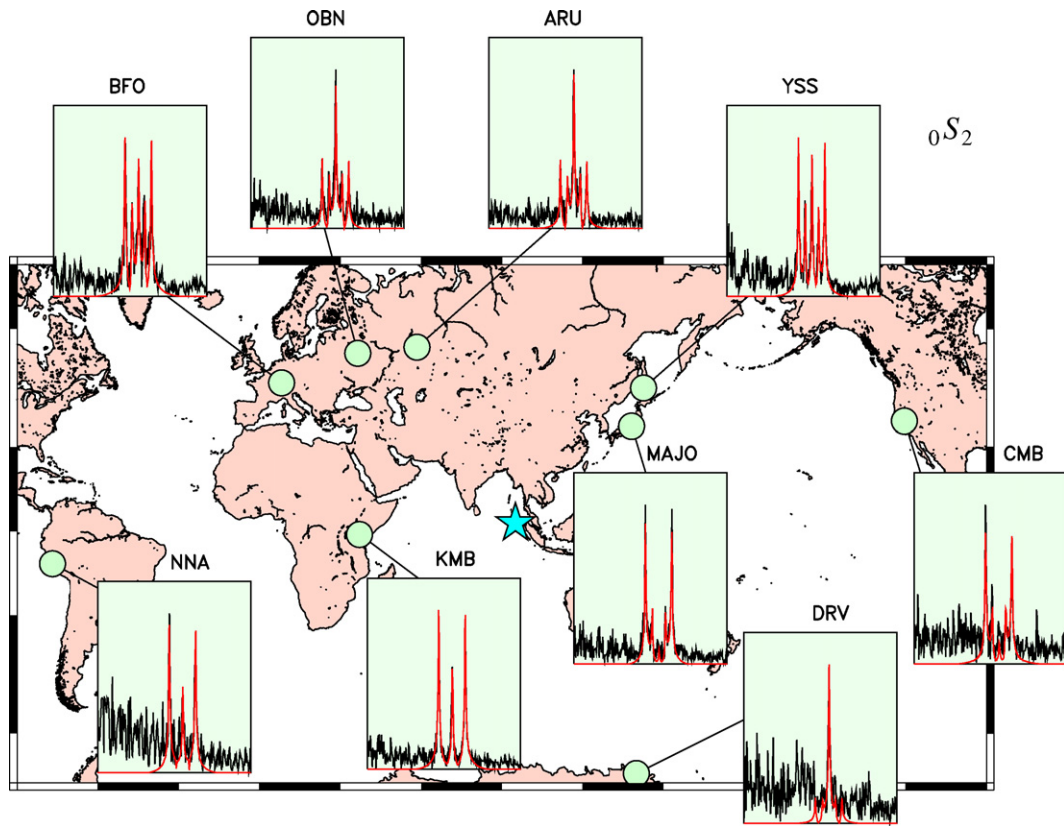 OBN
ARU
BFO
YSS
₀S₂
MAJO
CMB
NNA
KMB
DRV